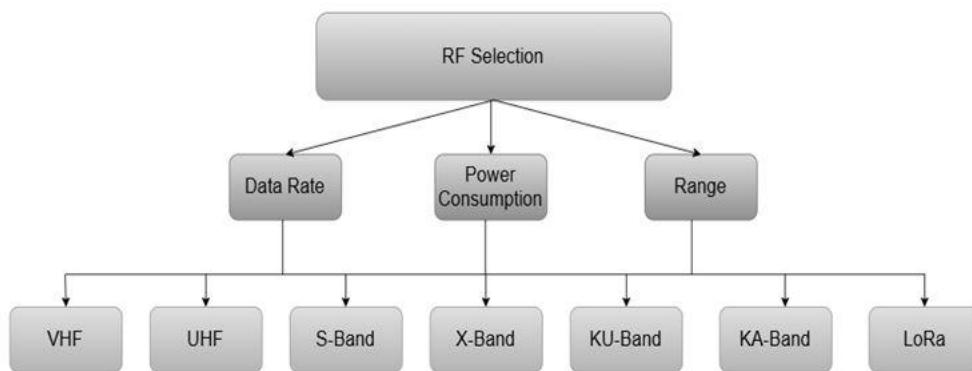 RF Selection
Data Rate
Power
Consumption
Range
VHF
UHF
S-Band
X-Band
KU-Band
KA-Band
LoRa